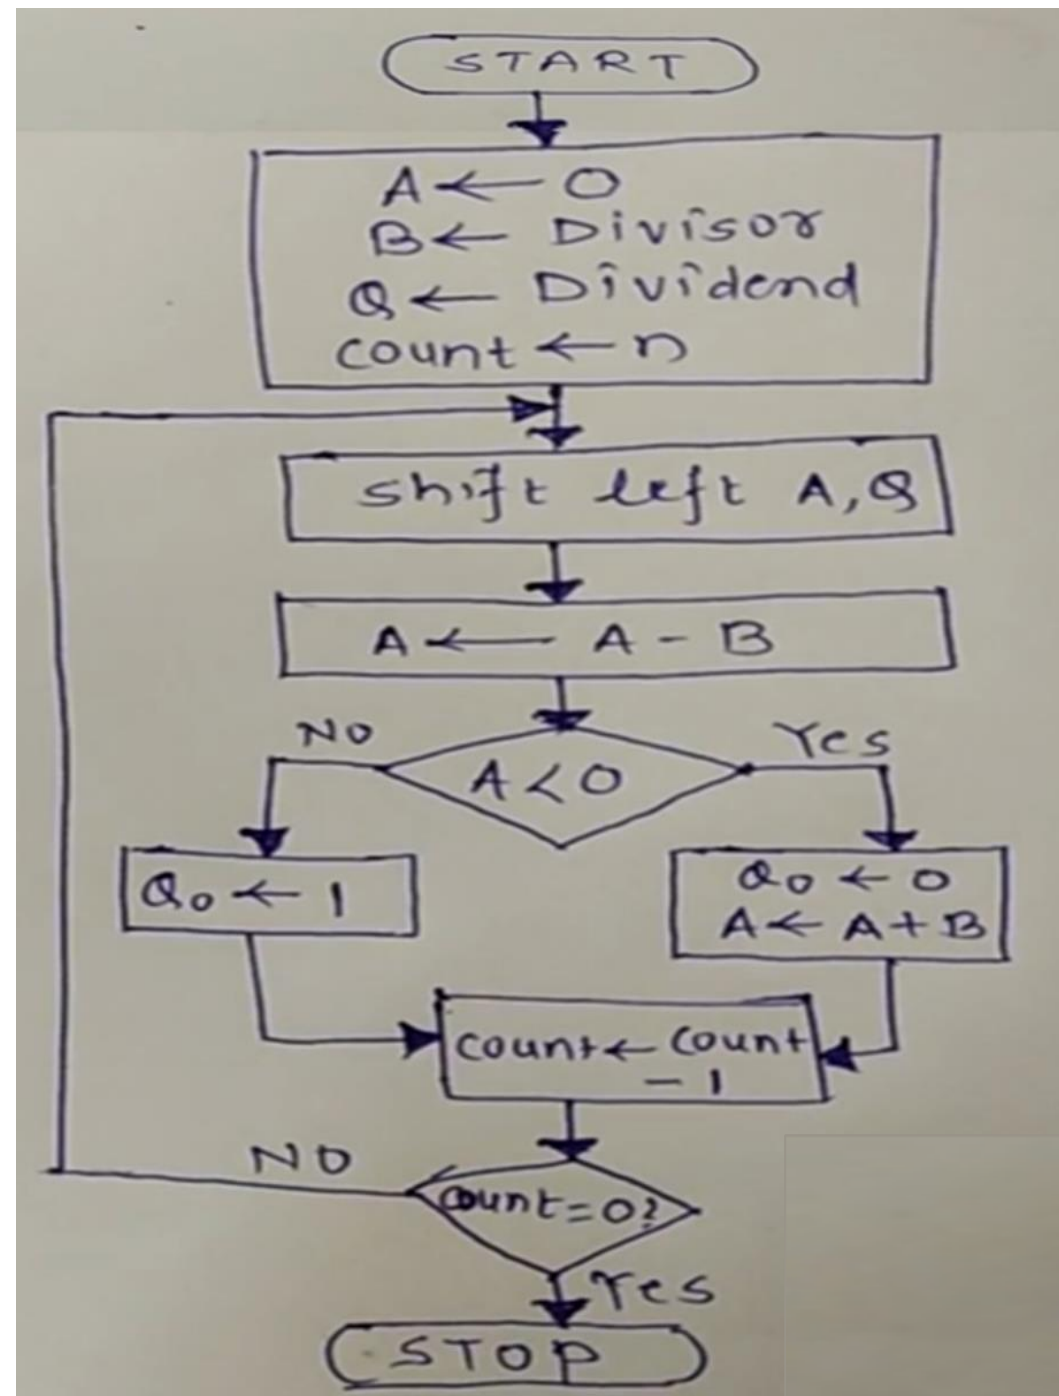 START
A ← 0
B ← Divisor
Q ← Dividend
count ← n
shift left A, Q
A ← A - B
NO
A < 0
Yes
Q0 ← 1
Q0 ← 0
A ← A + B
count ← count
- 1
NO
count = 0?
Yes
STOP